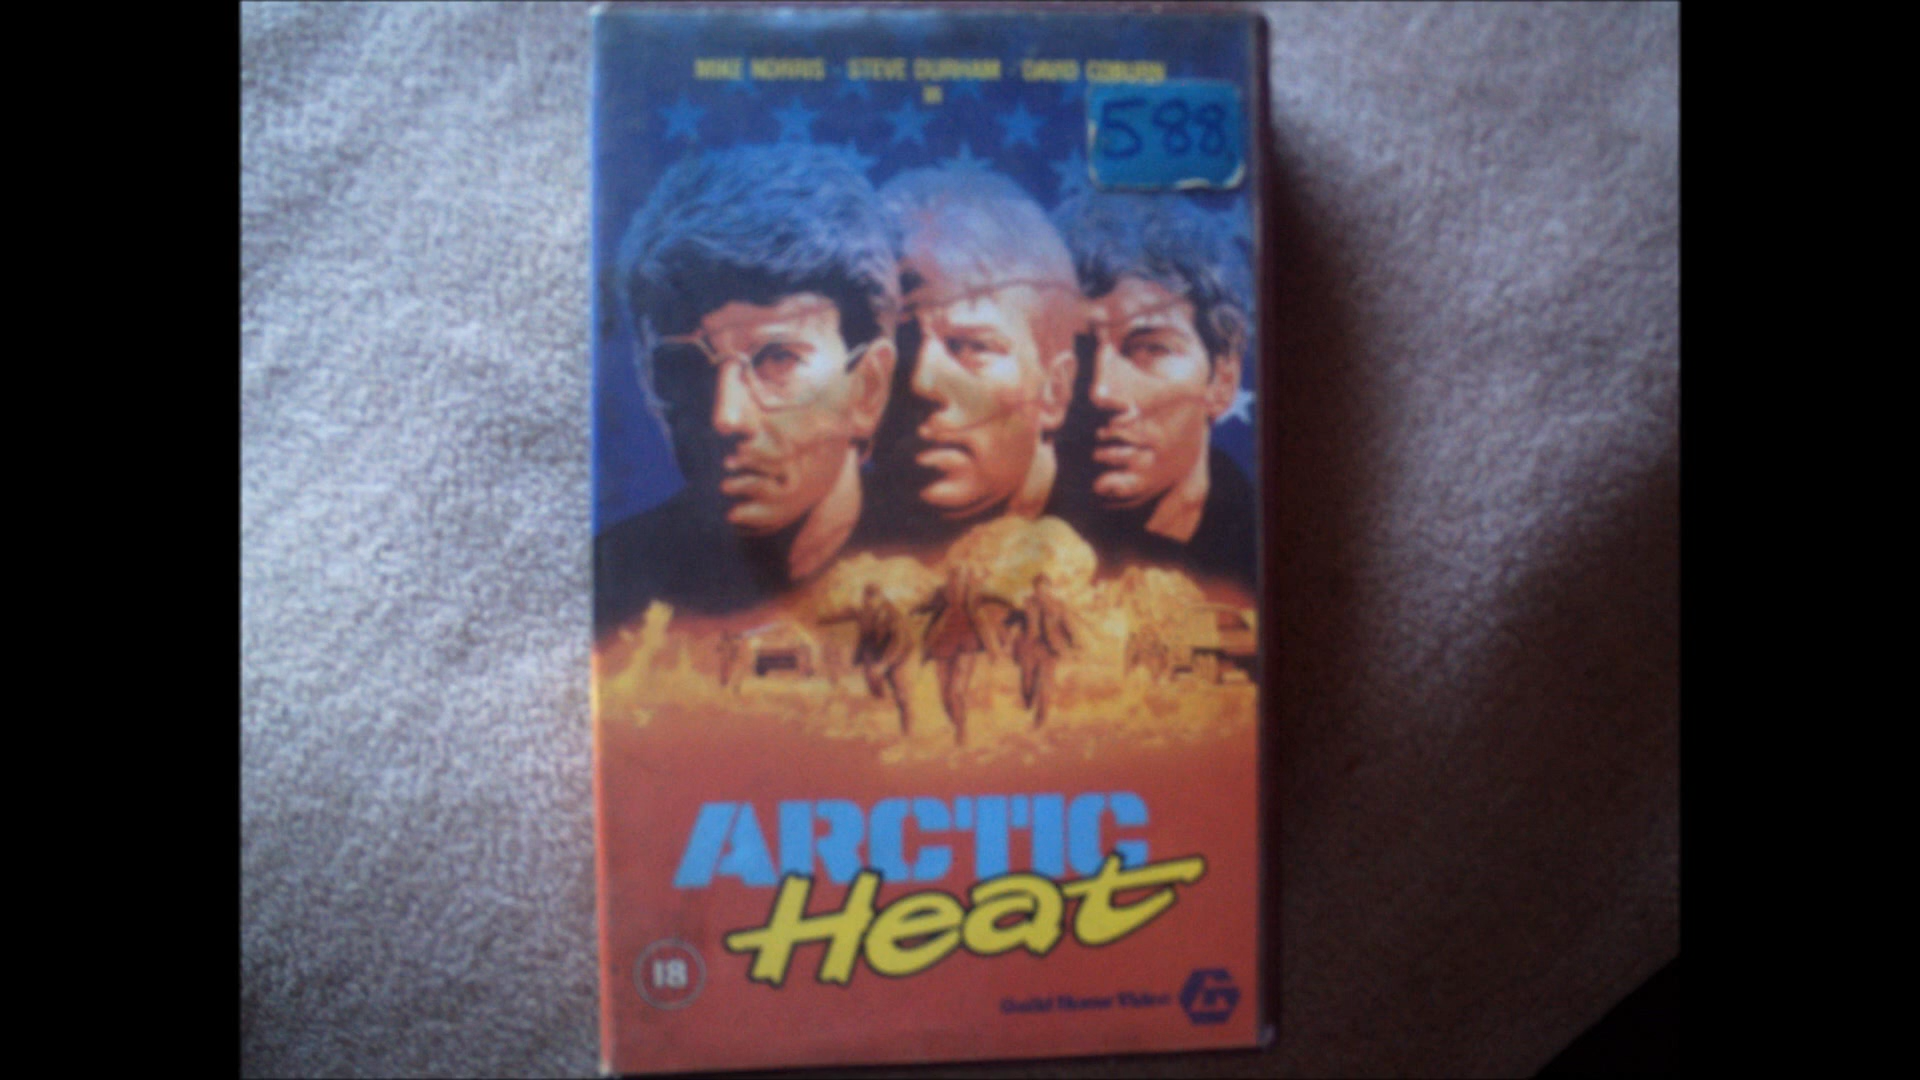 MIKE NORRIS · STEVE DURHAM · DAVID COBURN
IN
588
ARCTIC
Heat
18
Guild Home Video